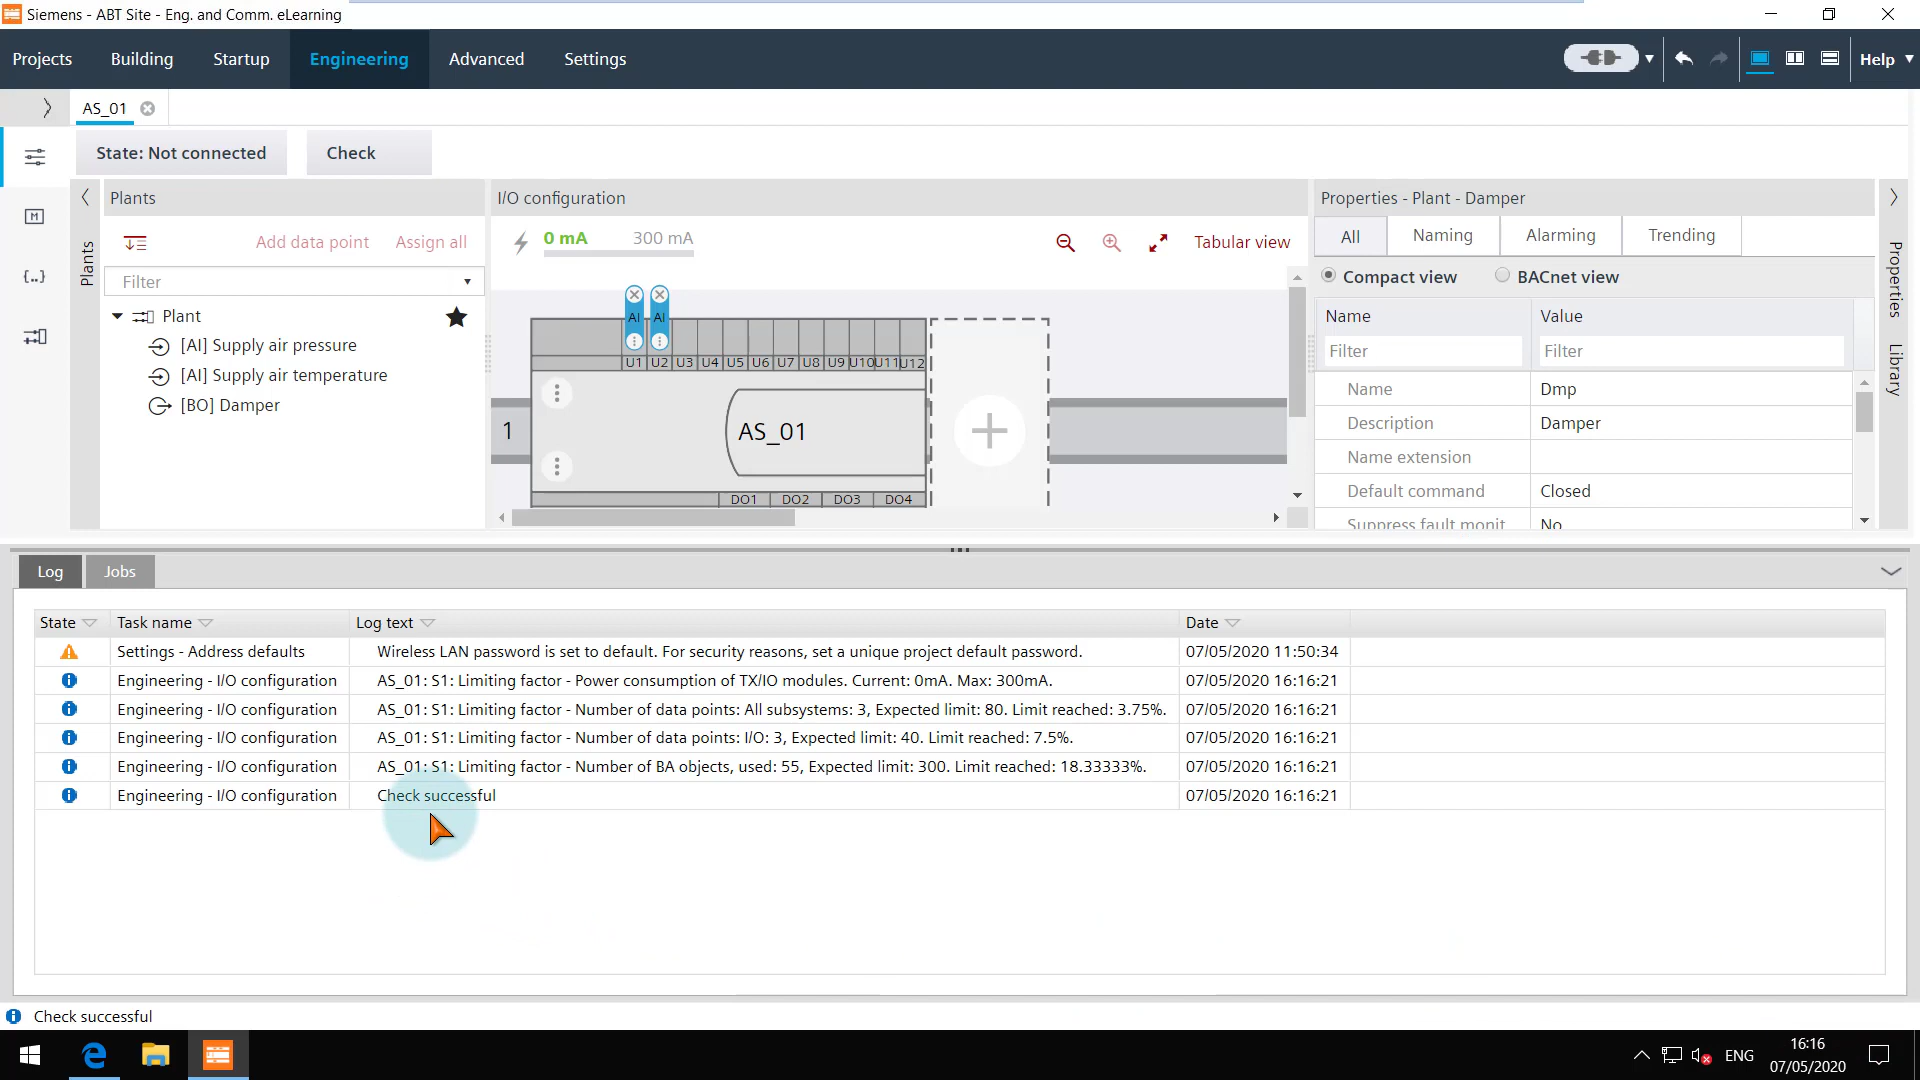 Siemens - ABT Site - Eng. and Comm. eLearning
Projects Building Startup Engineering Advanced Settings Help
AS_01
State: Not connected Check
Plants I/O configuration Properties - Plant - Damper
Add data point Assign all
0 mA 300 mA Tabular view
All Naming Alarming Trending
Plants
Properties
Library
Filter
Compact view BACnet view
Plant
[AI] Supply air pressure
[AI] Supply air temperature
[BO] Damper
AI AI
U1 U2 U3 U4 U5 U6 U7 U8 U9 U10 U11 U12
1 AS_01
DO1 DO2 DO3 DO4
Name Value
Filter Filter
Name Dmp
Description Damper
Name extension
Default command Closed
Suppress fault monit No
Log Jobs
State Task name Log text Date
Settings - Address defaults Wireless LAN password is set to default. For security reasons, set a unique project default password. 07/05/2020 11:50:34
Engineering - I/O configuration AS_01: S1: Limiting factor - Power consumption of TX/IO modules. Current: 0mA. Max: 300mA. 07/05/2020 16:16:21
Engineering - I/O configuration AS_01: S1: Limiting factor - Number of data points: All subsystems: 3, Expected limit: 80. Limit reached: 3.75%. 07/05/2020 16:16:21
Engineering - I/O configuration AS_01: S1: Limiting factor - Number of data points: I/O: 3, Expected limit: 40. Limit reached: 7.5%. 07/05/2020 16:16:21
Engineering - I/O configuration AS_01: S1: Limiting factor - Number of BA objects, used: 55, Expected limit: 300. Limit reached: 18.33333%. 07/05/2020 16:16:21
Engineering - I/O configuration Check successful 07/05/2020 16:16:21
Check successful
ENG
16:16
07/05/2020